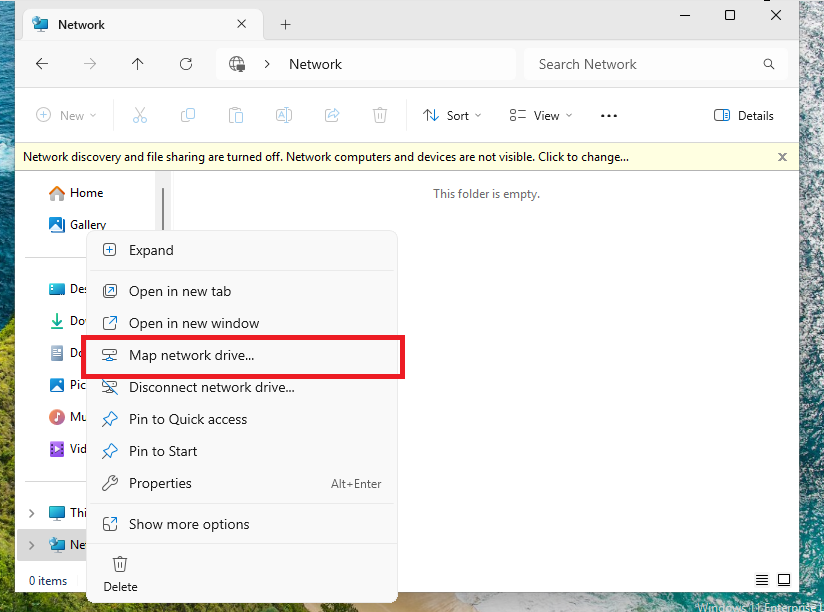 Network
Network
Search Network
New
Sort
View
Details
Network discovery and file sharing are turned off. Network computers and devices are not visible. Click to change...
Home
This folder is empty.
Gallery
Expand
Des
Open in new tab
Dov
Open in new window
Do
Map network drive...
Pic
Disconnect network drive...
Mu
Pin to Quick access
Vid
Pin to Start
Properties Alt+Enter
Thi
Show more options
Net
Delete
0 items
Windows 11 Enterprise